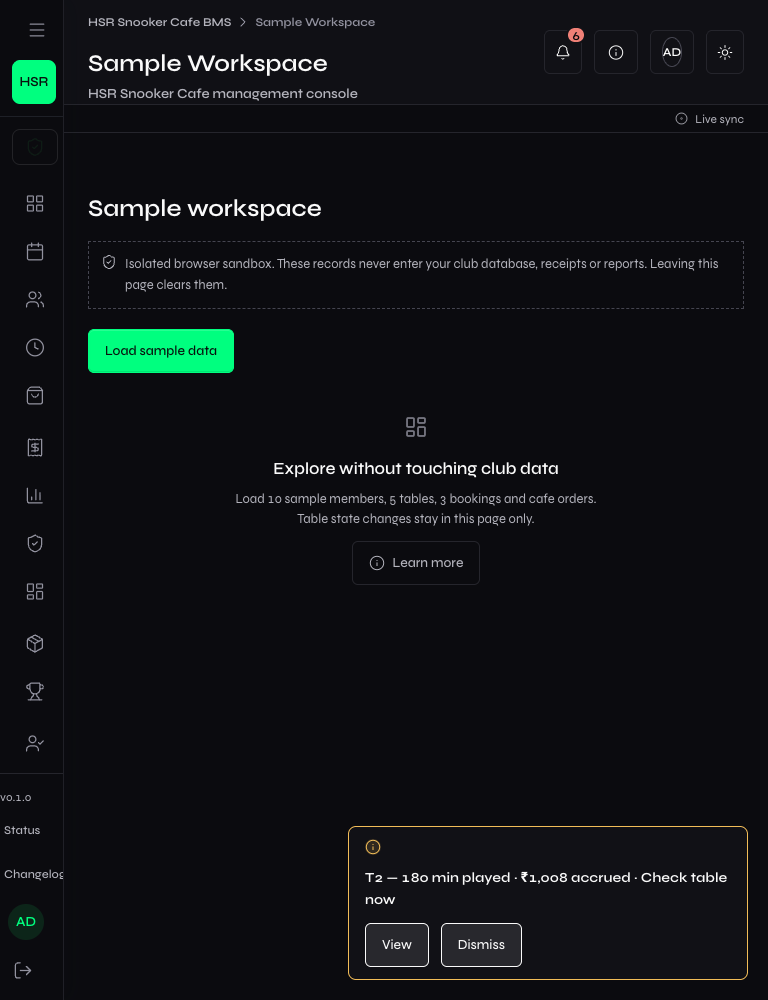 HSR Snooker Cafe BMS
Sample Workspace
6
AD
HSR
Sample Workspace
HSR Snooker Cafe management console
Live sync
Sample workspace
Isolated browser sandbox. These records never enter your club database, receipts or reports. Leaving this
page clears them.
Load sample data
Explore without touching club data
Load 10 sample members, 5 tables, 3 bookings and cafe orders.
Table state changes stay in this page only.
Learn more
v0.1.0
Status
Changelog
AD
T2 — 180 min played · ₹1,008 accrued · Check table
now
View
Dismiss